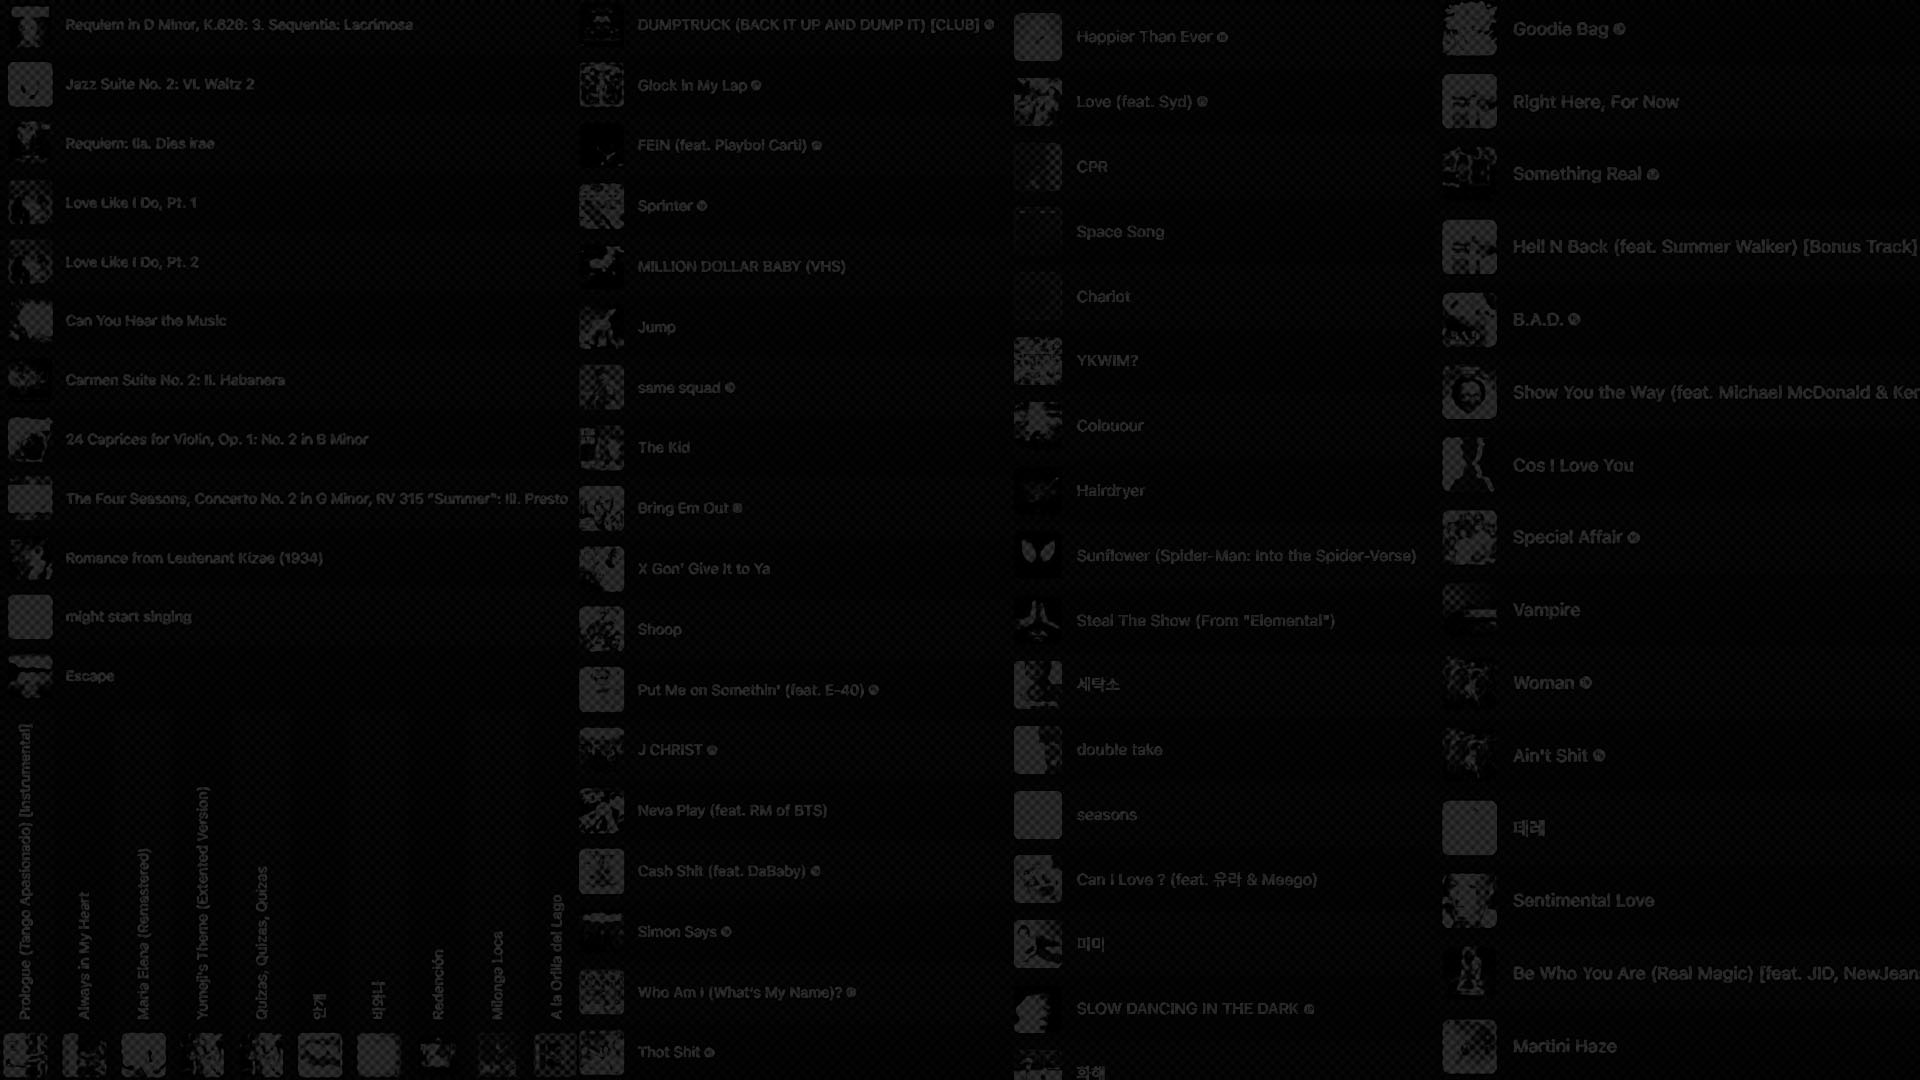 Requiem in D Minor, K.626: 3. Sequentia: Lacrimosa
Jazz Suite No. 2: VI. Waltz 2
Requiem: IIa. Dies irae
Love Like I Do, Pt. 1
Love Like I Do, Pt. 2
Can You Hear the Music
Carmen Suite No. 2: II. Habanera
24 Caprices for Violin, Op. 1: No. 2 in B Minor
The Four Seasons, Concerto No. 2 in G Minor, RV 315 "Summer": III. Presto
Romance from Leutenant Kizae (1934)
might start singing
Escape
Prologue (Tango Apasionado) [Instrumental]
Always in My Heart
Maria Elena (Remastered)
Yumeji's Theme (Extented Version)
Quizas, Quizas, Quizas
안개
Redención
Milonga Loca
A la Orilla del Lago
DUMPTRUCK (BACK IT UP AND DUMP IT) [CLUB]
Glock In My Lap
FEIN (feat. Playboi Carti)
Sprinter
MILLION DOLLAR BABY (VHS)
Jump
same squad
The Kid
Bring Em Out
X Gon' Give It to Ya
Shoop
Put Me on Somethin' (feat. E-40)
J CHRIST
Neva Play (feat. RM of BTS)
Cash Shit (feat. DaBaby)
Simon Says
Who Am I (What's My Name)?
Thot Shit
Happier Than Ever
Love (feat. Syd)
CPR
Space Song
Chariot
YKWIM?
Colouour
Hairdryer
Sunflower (Spider-Man: Into the Spider-Verse)
Steal The Show (From "Elemental")
세탁소
double take
seasons
Can I Love ? (feat. 유라 & Meego)
미미
SLOW DANCING IN THE DARK
화해
Goodie Bag
Right Here, For Now
Something Real
Hell N Back (feat. Summer Walker) [Bonus Track]
B.A.D.
Show You the Way (feat. Michael McDonald & Ken
Cos I Love You
Special Affair
Vampire
Woman
Ain't Shit
데레
Sentimental Love
Be Who You Are (Real Magic) [feat. JID, NewJeans
Martini Haze